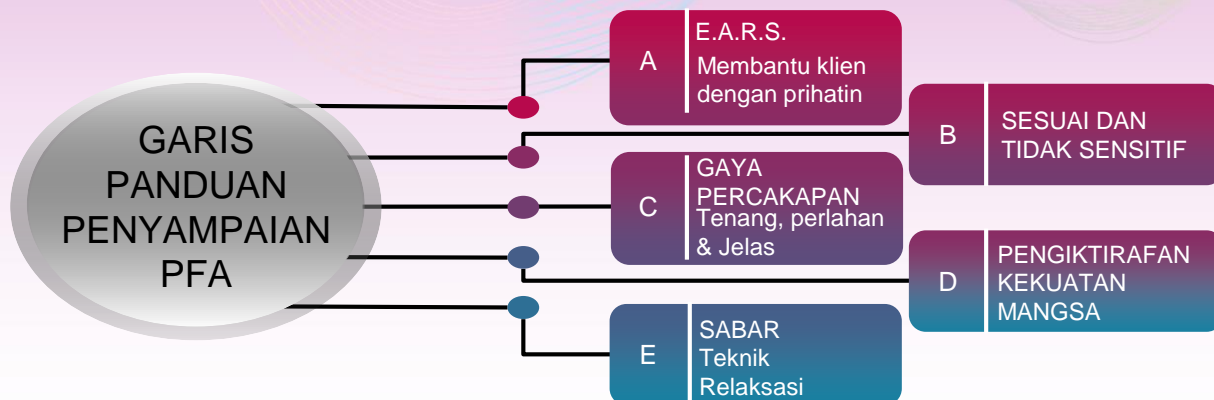 GARIS
PANDUAN
PENYAMPAIAN
PFA
A
E.A.R.S.
Membantu klien
dengan prihatin
B
SESUAI DAN
TIDAK SENSITIF
C
GAYA
PERCAKAPAN
Tenang, perlahan
& Jelas
D
PENGIKTIRAFAN
KEKUATAN
MANGSA
E
SABAR
Teknik
Relaksasi